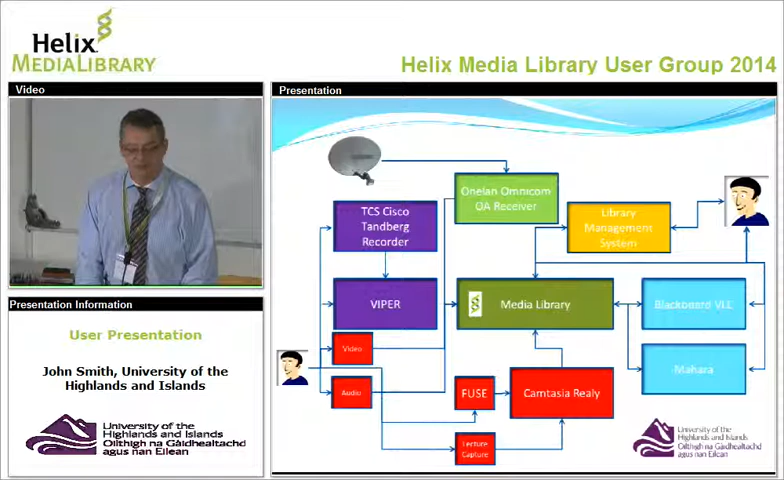 Helix
MEDIALIBRARY
Helix Media Library User Group 2014
Video
Presentation
Onelan Omnicom
OA Receiver
TCS Cisco
Tandberg
Recorder
Library
Management
System
VIPER
Media Library
Blackboard VLE
Video
Mahara
Audio
FUSE
Camtasia Realy
Lecture
Capture
University of the
Highlands and Islands
Oilthigh na Gàidhealtachd
agus nan Eilean
Presentation Information
User Presentation
John Smith, University of the
Highlands and Islands
University of the
Highlands and Islands
Oilthigh na Gàidhealtachd
agus nan Eilean